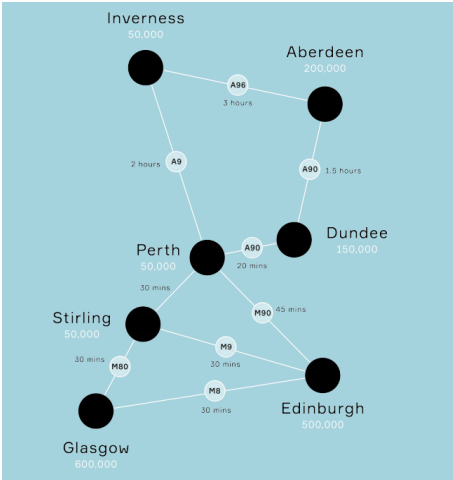 Inverness
50,000
Aberdeen
200,000
A96
3 hours
2 hours
A9
A90
1.5 hours
Dundee
150,000
Perth
50,000
A90
20 mins
30 mins
M90
45 mins
Stirling
50,000
M9
30 mins
30 mins
M80
M8
30 mins
Edinburgh
500,000
Glasgow
600,000